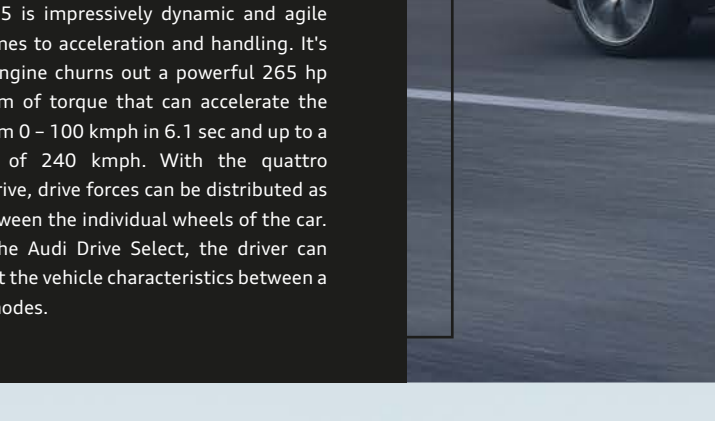 5 is impressively dynamic and agile
mes to acceleration and handling. It's
ngine churns out a powerful 265 hp
m of torque that can accelerate the
m 0 – 100 kmph in 6.1 sec and up to a
of 240 kmph. With the quattro
rive, drive forces can be distributed as
ween the individual wheels of the car.
he Audi Drive Select, the driver can
t the vehicle characteristics between a
nodes.